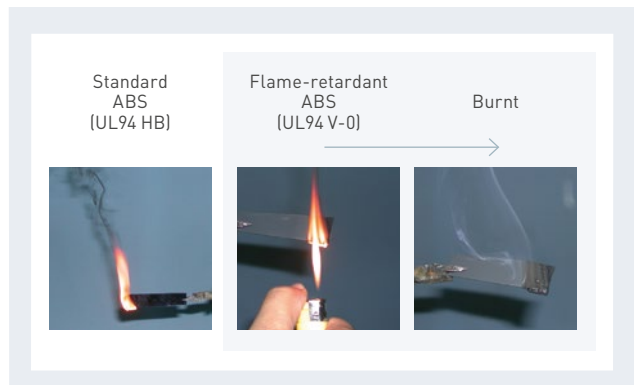 Standard
ABS
(UL94 HB)
Flame-retardant
ABS
(UL94 V-0)
Burnt